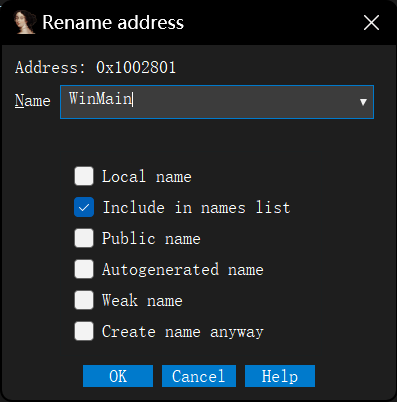 Rename address
Address: 0x1002801
Name WinMain
Local name
Include in names list
Public name
Autogenerated name
Weak name
Create name anyway
OK Cancel Help